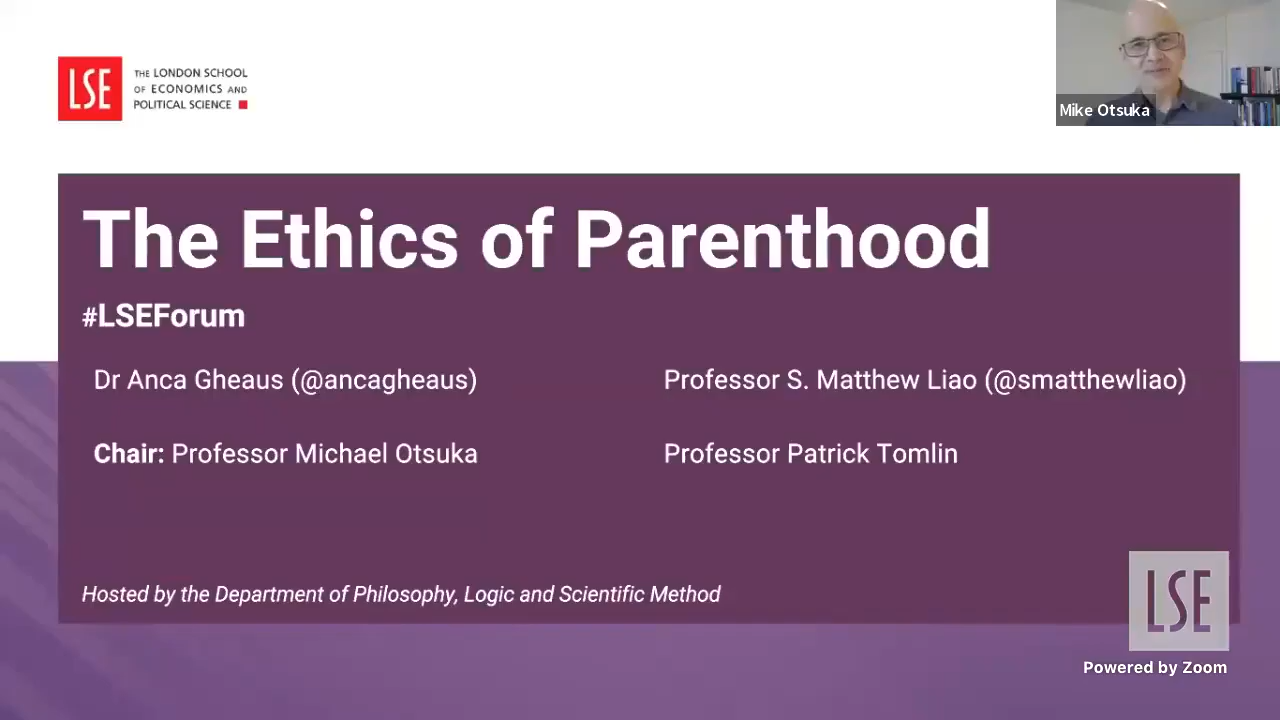 LSE
THE LONDON SCHOOL
OF ECONOMICS AND
POLITICAL SCIENCE
Mike Otsuka
The Ethics of Parenthood
#LSEForum
Dr Anca Gheaus (@ancagheaus)
Professor S. Matthew Liao (@smatthewliao)
Chair: Professor Michael Otsuka
Professor Patrick Tomlin
Hosted by the Department of Philosophy, Logic and Scientific Method
LSE
Powered by Zoom